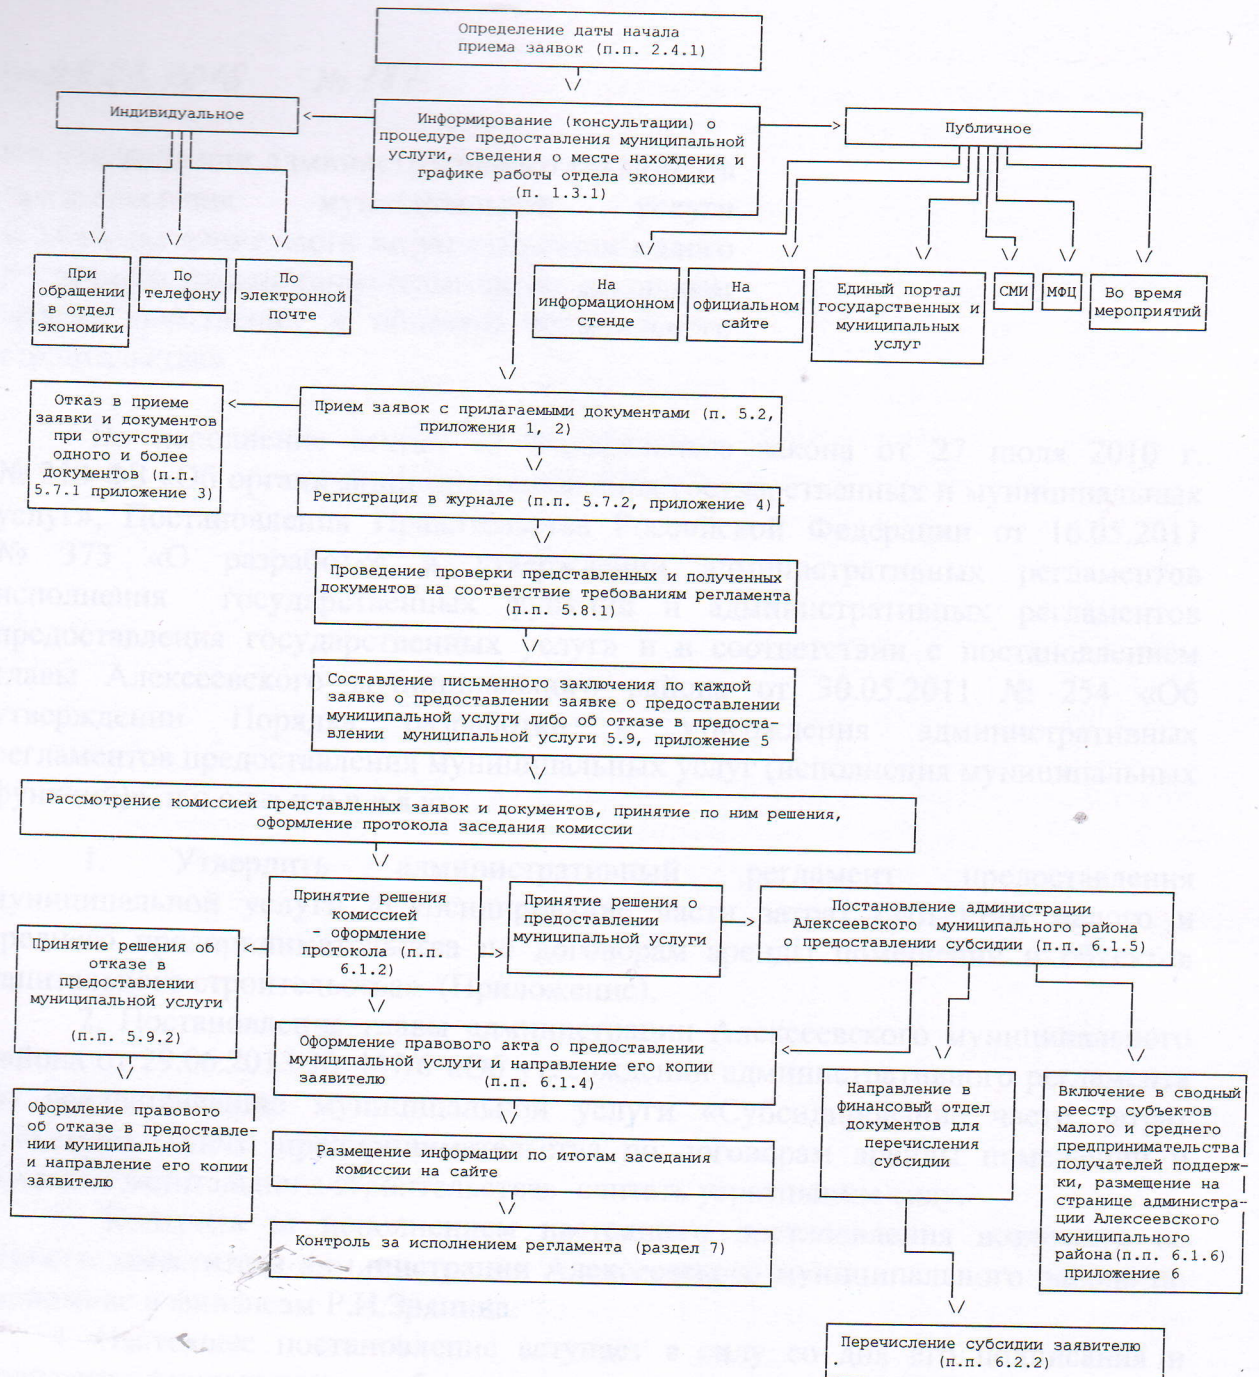 Определение даты начала
приема заявок (п.п. 2.4.1)
Индивидуальное
Информирование (консультации) о
процедуре предоставления муниципальной
услуги, сведения о месте нахождения и
графике работы отдела экономики
(п. 1.3.1)
Публичное
При
обращении
в отдел
экономики
По
телефону
По
электронной
почте
На
информационном
стенде
На
официальном
сайте
Единый портал
государственных и
муниципальных
услуг
СМИ
МФЦ
Во время
мероприятий
Отказ в приеме
заявки и документов
при отсутствии
одного и более
документов (п.п.
5.7.1 приложение 3)
Прием заявок с прилагаемыми документами (п. 5.2,
приложения 1, 2)
Регистрация в журнале (п.п. 5.7.2, приложение 4)
Проведение проверки представленных и полученных
документов на соответствие требованиям регламента
(п.п. 5.8.1)
Составление письменного заключения по каждой
заявке о предоставлении заявке о предоставлении
муниципальной услуги либо об отказе в предоста-
влении муниципальной услуги 5.9, приложение 5
Рассмотрение комиссией представленных заявок и документов, принятие по ним решения,
оформление протокола заседания комиссии
Принятие решения
комиссией
– оформление
протокола (п.п.
6.1.2)
Принятие решения о
предоставлении
муниципальной услуги
Постановление администрации
Алексеевского муниципального района
о предоставлении субсидии (п.п. 6.1.5)
Принятие решения об
отказе в
предоставлении
муниципальной услуги
(п.п. 5.9.2)
Оформление правового акта о предоставлении
муниципальной услуги и направление его копии
заявителю (п.п. 6.1.4)
Оформление правового
об отказе в предоставле-
нии муниципальной
и направление его копии
заявителю
Размещение информации по итогам заседания
комиссии на сайте
Контроль за исполнением регламента (раздел 7)
Направление в
финансовый отдел
документов для
перечисления
субсидии
Включение в сводный
реестр субъектов
малого и среднего
предпринимательства
получателей поддерж-
ки, размещение на
странице администра-
ции Алексеевского
муниципального
района(п.п. 6.1.6)
приложение 6
Перечисление субсидии заявителю
(п.п. 6.2.2)